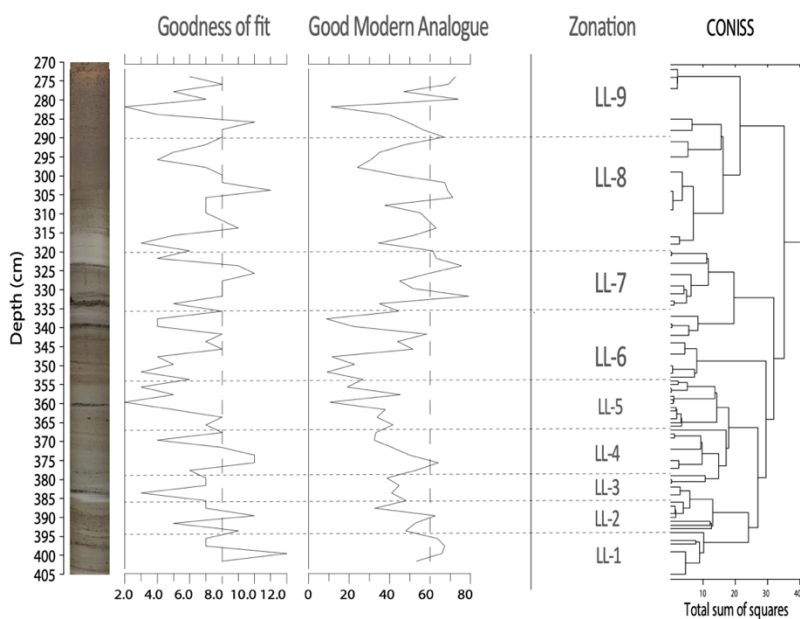 Goodness of fit Good Modern Analogue Zonation CONISS
Depth (cm)
270
275
280
285
290
295
300
305
310
315
320
325
330
335
340
345
350
355
360
365
370
375
380
385
390
395
400
405
LL-9
LL-8
LL-7
LL-6
LL-5
LL-4
LL-3
LL-2
LL-1
2.0 4.0 6.0 8.0 10.0 12.0 0 20 40 60 80 10 20 30 40
Total sum of squares